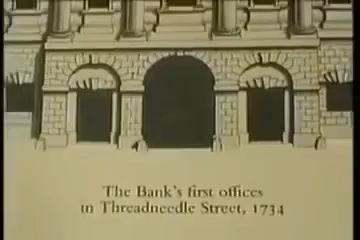 The Bank's first offices
in Threadneedle Street, 1734